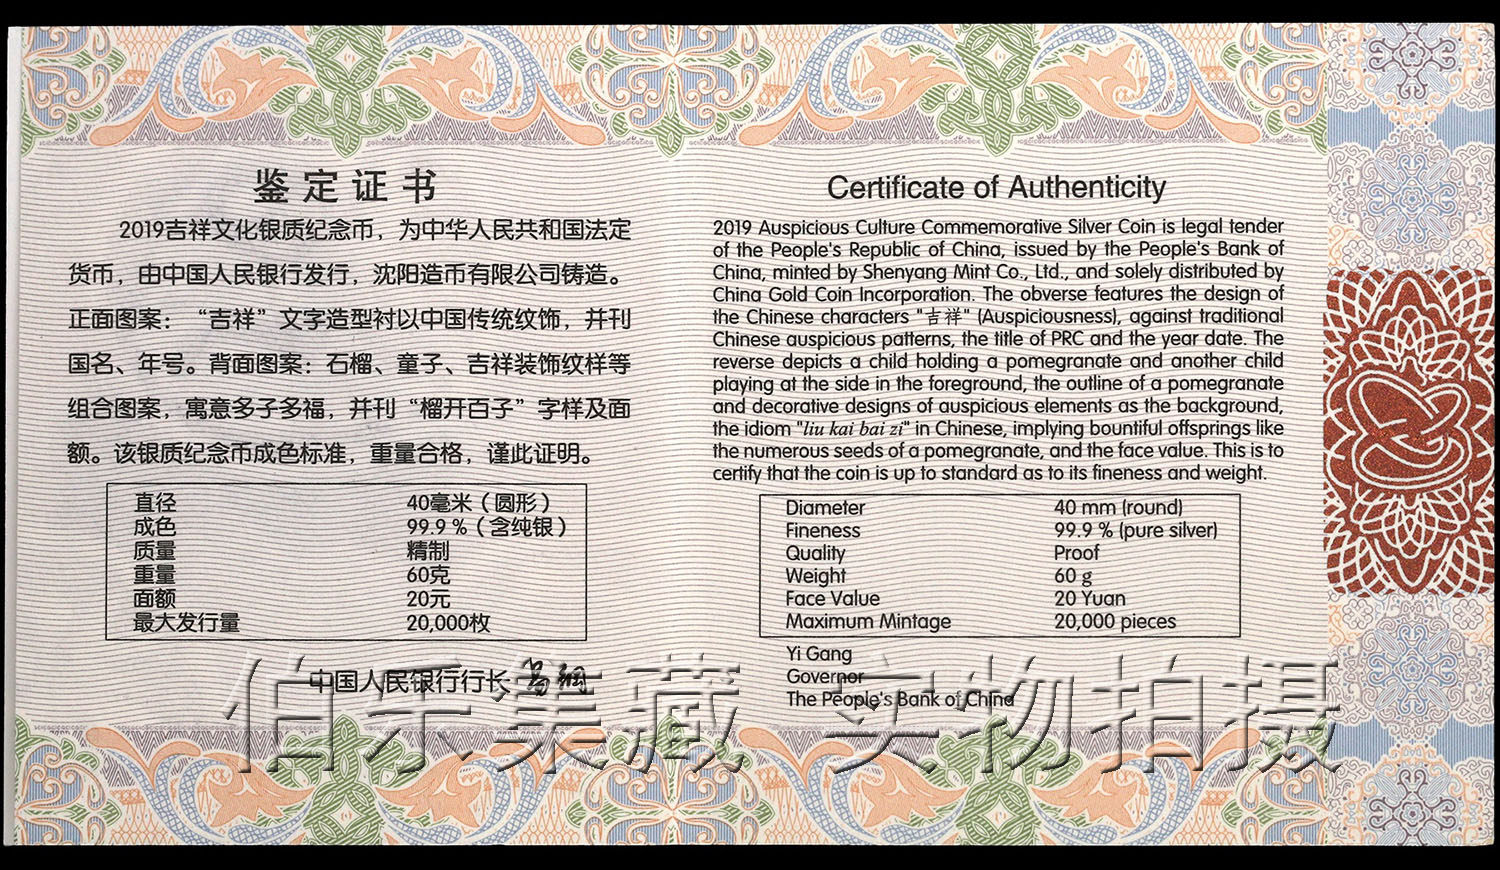 鉴定证书
2019吉祥文化银质纪念币，为中华人民共和国法定
货币，由中国人民银行发行，沈阳造币有限公司铸造。
正面图案：“吉祥”文字造型衬以中国传统纹饰，并刊
国名、年号。背面图案：石榴、童子、吉祥装饰纹样等
组合图案，寓意多子多福，并刊“榴开百子”字样及面
额。该银质纪念币成色标准，重量合格，谨此证明。
直径 40毫米（圆形）
成色 99.9 %（含纯银）
质量 精制
重量 60克
面额 20元
最大发行量 20,000枚
中国人民银行行长 易纲
Certificate of Authenticity
2019 Auspicious Culture Commemorative Silver Coin is legal tender
of the People's Republic of China, issued by the People's Bank of
China, minted by Shenyang Mint Co., Ltd., and solely distributed by
China Gold Coin Incorporation. The obverse features the design of
the Chinese characters "吉祥" (Auspiciousness), against traditional
Chinese auspicious patterns, the title of PRC and the year date. The
reverse depicts a child holding a pomegranate and another child
playing at the side in the foreground, the outline of a pomegranate
and decorative designs of auspicious elements as the background,
the idiom "liu kai bai zi" in Chinese, implying bountiful offsprings like
the numerous seeds of a pomegranate, and the face value. This is to
certify that the coin is up to standard as to its fineness and weight.
Diameter 40 mm (round)
Fineness 99.9 % (pure silver)
Quality Proof
Weight 60 g
Face Value 20 Yuan
Maximum Mintage 20,000 pieces
Yi Gang
Governor
The People's Bank of China
伯乐集藏 实物拍摄